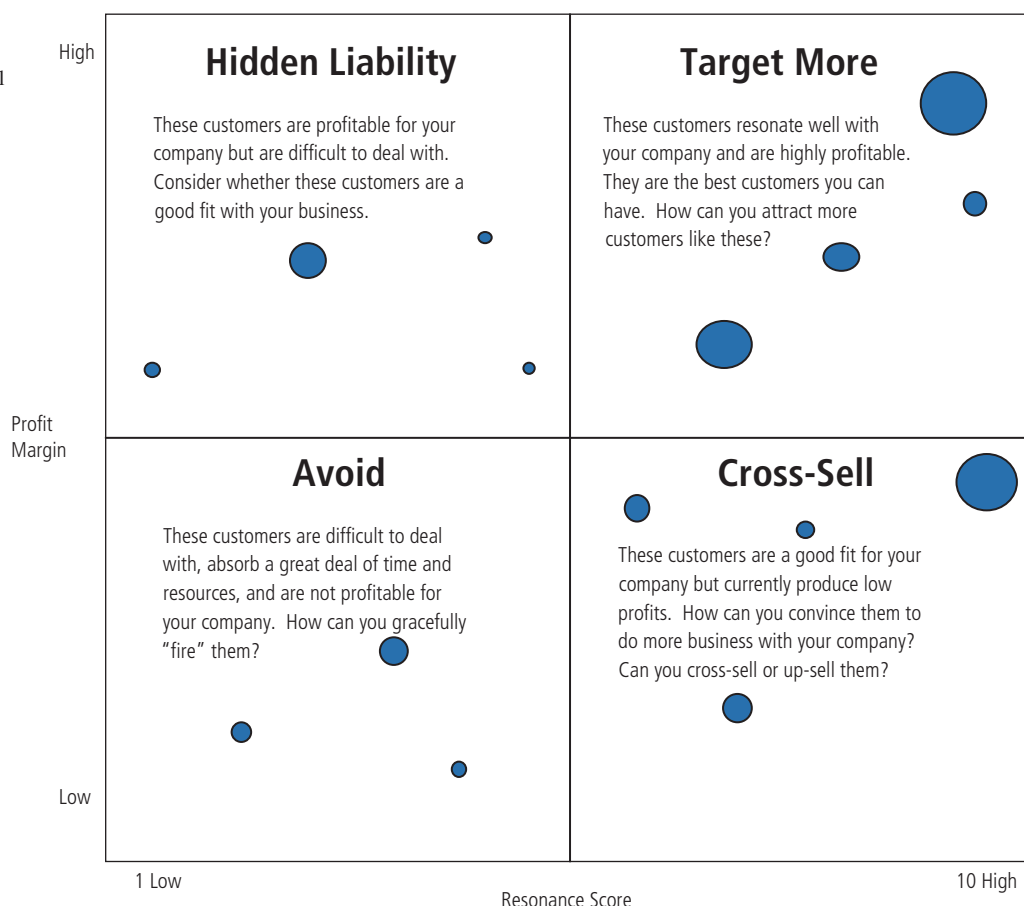 High
l
Hidden Liability
These customers are profitable for your
company but are difficult to deal with.
Consider whether these customers are a
good fit with your business.
Target More
These customers resonate well with
your company and are highly profitable.
They are the best customers you can
have. How can you attract more
customers like these?
Profit
Margin
Avoid
These customers are difficult to deal
with, absorb a great deal of time and
resources, and are not profitable for
your company. How can you gracefully
"fire" them?
Cross-Sell
These customers are a good fit for your
company but currently produce low
profits. How can you convince them to
do more business with your company?
Can you cross-sell or up-sell them?
Low
1 Low
10 High
Resonance Score